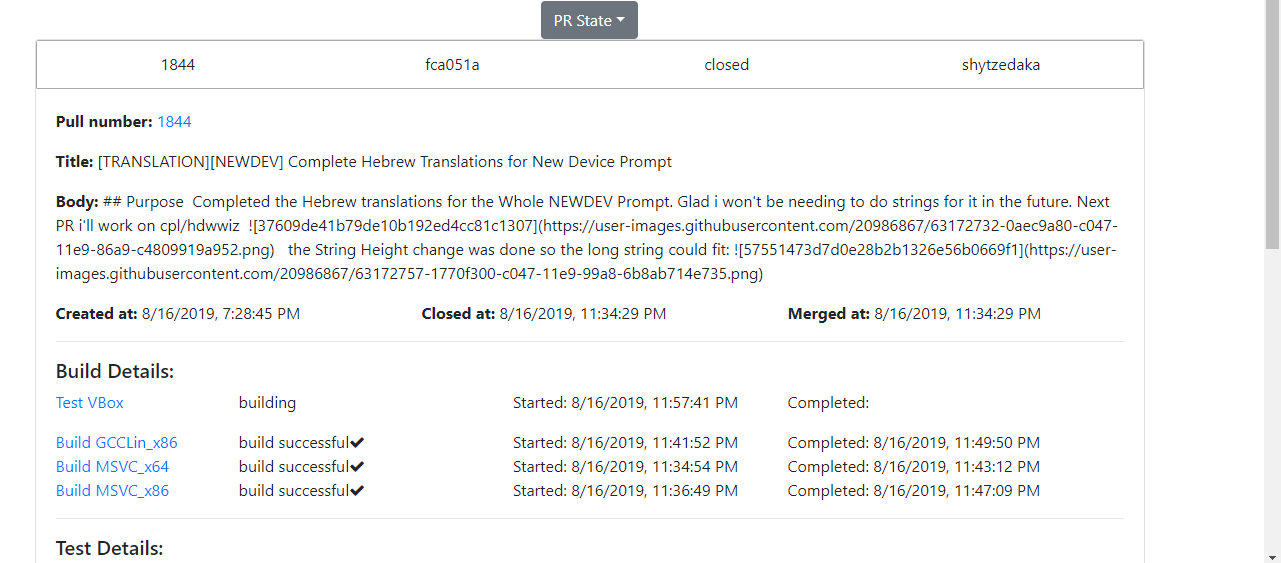 PR State
1844 fca051a closed shytzedaka
Pull number: 1844
Title: [TRANSLATION][NEWDEV] Complete Hebrew Translations for New Device Prompt
Body: ## Purpose  Completed the Hebrew translations for the Whole NEWDEV Prompt. Glad i won't be needing to do strings for it in the future. Next
PR i'll work on cpl/hdwwiz  ![37609de41b79de10b192ed4cc81c1307](https://user-images.githubusercontent.com/20986867/63172732-0aec9a80-c047-
11e9-86a9-c4809919a952.png)   the String Height change was done so the long string could fit: ![57551473d7d0e28b2b1326e56b0669f1](https://user-
images.githubusercontent.com/20986867/63172757-1770f300-c047-11e9-99a8-6b8ab714e735.png)
Created at: 8/16/2019, 7:28:45 PM Closed at: 8/16/2019, 11:34:29 PM Merged at: 8/16/2019, 11:34:29 PM
Build Details:
Test VBox building Started: 8/16/2019, 11:57:41 PM Completed:
Build GCCLin_x86 build successful✔ Started: 8/16/2019, 11:41:52 PM Completed: 8/16/2019, 11:49:50 PM
Build MSVC_x64 build successful✔ Started: 8/16/2019, 11:34:54 PM Completed: 8/16/2019, 11:43:12 PM
Build MSVC_x86 build successful✔ Started: 8/16/2019, 11:36:49 PM Completed: 8/16/2019, 11:47:09 PM
Test Details: